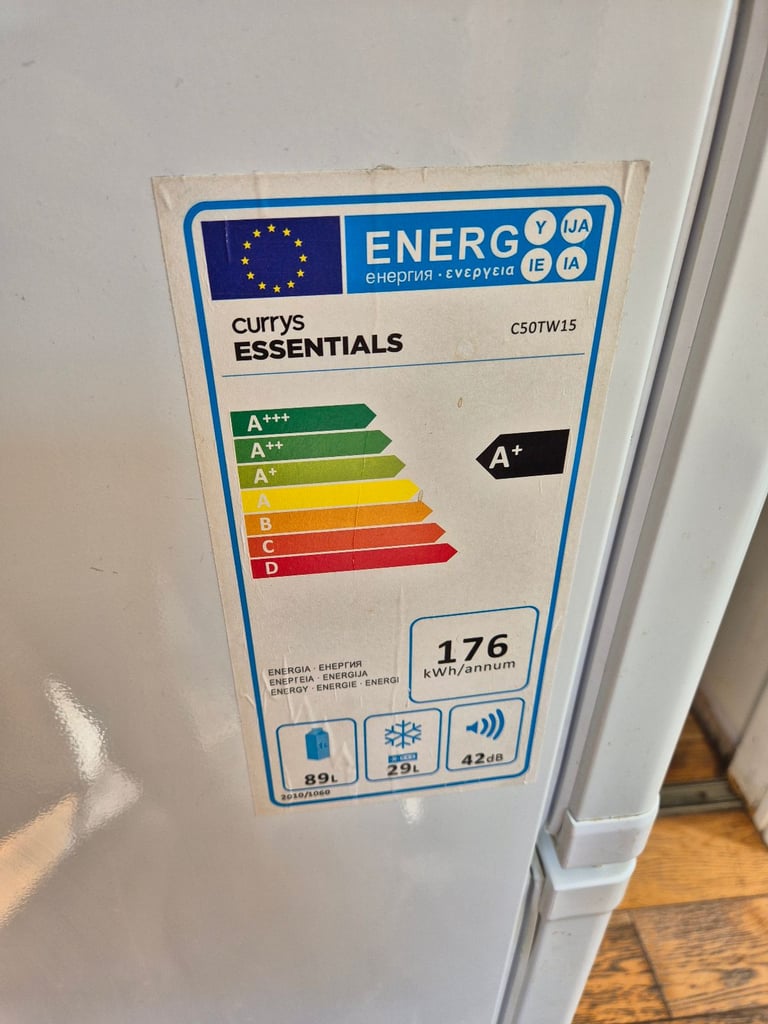 ENERG Y IJA
енергия · ενεργεια IE IA
currys
ESSENTIALS
C50TW15
A+++
A++
A+
A
B
C
D
A+
176
kWh/annum
ENERGIA · ЕНЕРГИЯ
ΕΝΕΡΓΕΙΑ · ENERGIJA
ENERGY · ENERGIE · ENERGI
89L
29L
42dB
2010/1060